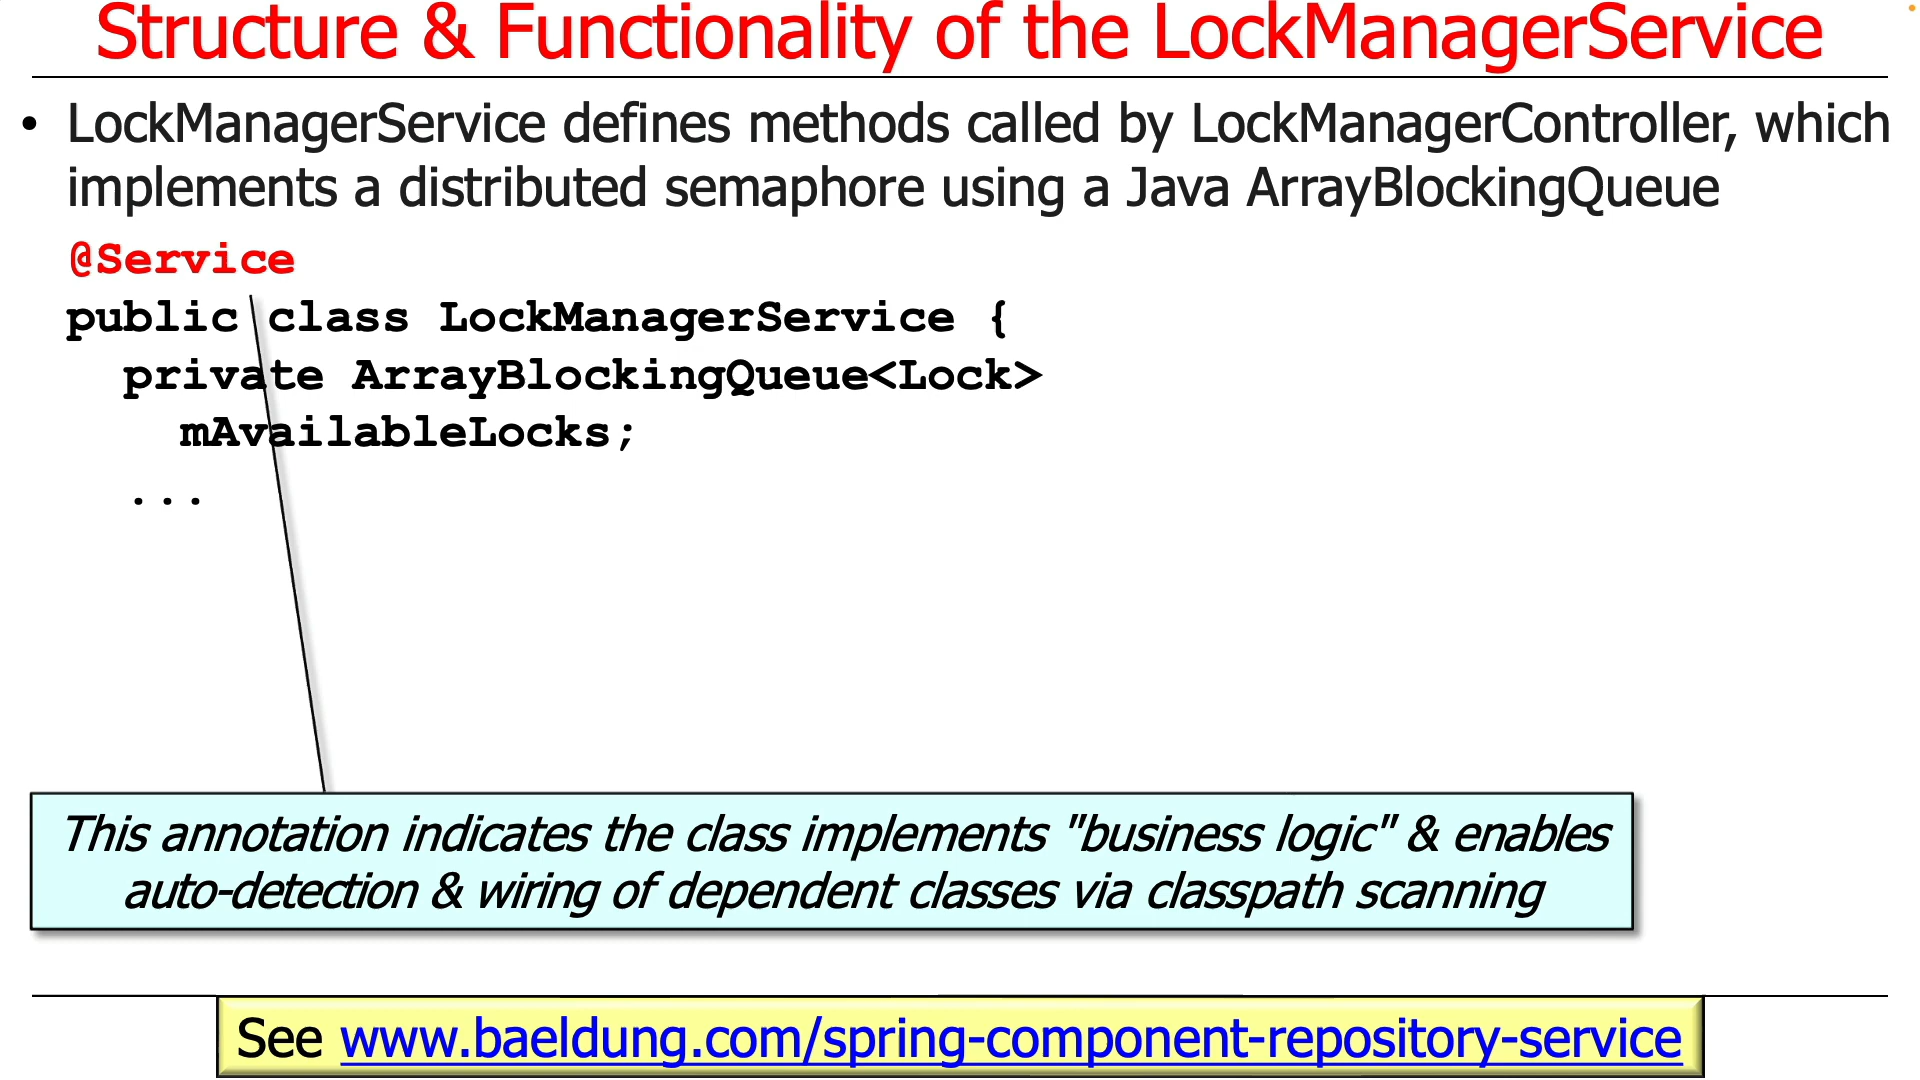 Structure & Functionality of the LockManagerService
• LockManagerService defines methods called by LockManagerController, which
implements a distributed semaphore using a Java ArrayBlockingQueue
@Service
public class LockManagerService {
private ArrayBlockingQueue<Lock>
mAvailableLocks;
...
This annotation indicates the class implements "business logic" & enables
auto-detection & wiring of dependent classes via classpath scanning
See www.baeldung.com/spring-component-repository-service